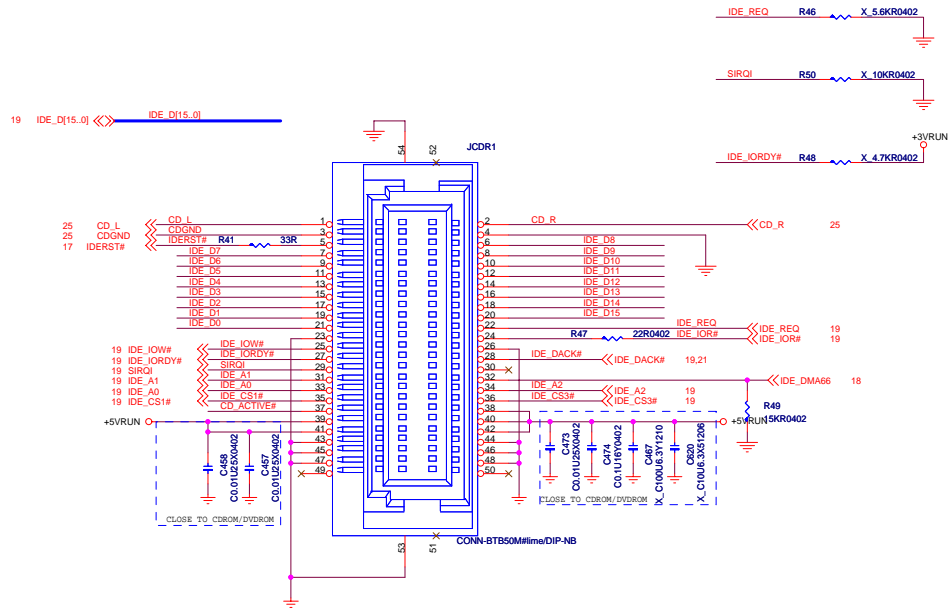 IDE_REQ R46 X_5.6KR0402
SIRQI R50 X_10KR0402
19 IDE_D[15..0] IDE_D[15..0]
+3VRUN
IDE_IORDY# R48 X_4.7KR0402
54 52 JCDR1
25 CD_L CD_L 1 2 CD_R CD_R 25
25 CDGND CDGND 3 4
17 IDERST# IDERST# R41 33R 5 6 IDE_D8
IDE_D7 7 8 IDE_D9
IDE_D6 9 10 IDE_D10
IDE_D5 11 12 IDE_D11
IDE_D4 13 14 IDE_D12
IDE_D3 15 16 IDE_D13
IDE_D2 17 18 IDE_D14
IDE_D1 19 20 IDE_D15
IDE_D0 21 22 IDE_REQ IDE_REQ 19
23 24 R47 22R0402 IDE_IOR# IDE_IOR# 19
19 IDE_IOW# IDE_IOW# 25 26
19 IDE_IORDY# IDE_IORDY# 27 28 IDE_DACK# IDE_DACK# 19,21
19 SIRQI SIRQI 29 30
19 IDE_A1 IDE_A1 31 32 IDE_DMA66 18
19 IDE_A0 IDE_A0 33 34 IDE_A2 IDE_A2 19
19 IDE_CS1# IDE_CS1# 35 36 IDE_CS3# IDE_CS3# 19
CD_ACTIVE# 37 38
R49
15KR0402
+5VRUN 39 40 +5VRUN
41 42
43 44
45 46
47 48
49 50
C458
C0.01U25X0402
C457
C0.01U25X0402
C473
C0.01U25X0402
C474
C0.1U16Y0402
C467
X_C100U6.3Y1210
C620
X_C100U6.3X51206
CLOSE TO CDROM/DVDROM
CLOSE TO CDROM/DVDROM
53 51 CONN-BTB50M#lime/DIP-NB